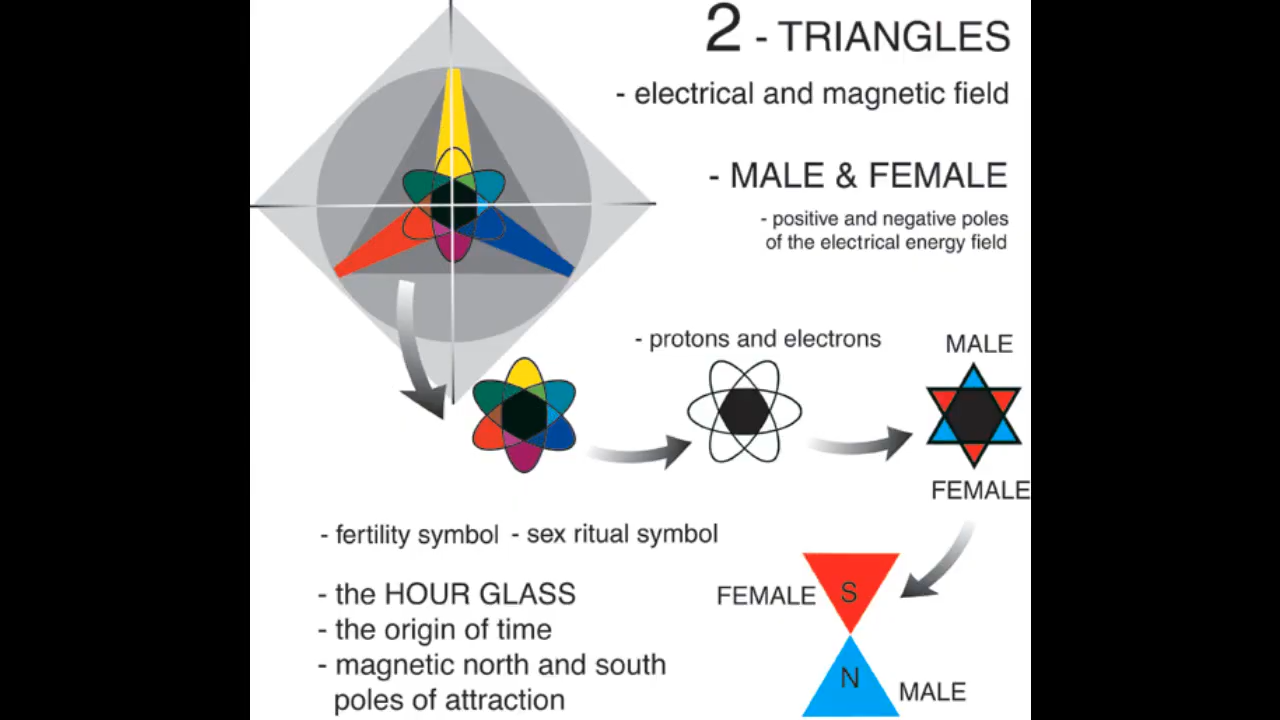 2 - TRIANGLES
- electrical and magnetic field
- MALE & FEMALE
- positive and negative poles
of the electrical energy field
- protons and electrons
MALE
FEMALE
- fertility symbol - sex ritual symbol
- the HOUR GLASS
- the origin of time
- magnetic north and south
poles of attraction
FEMALE
S
N
MALE